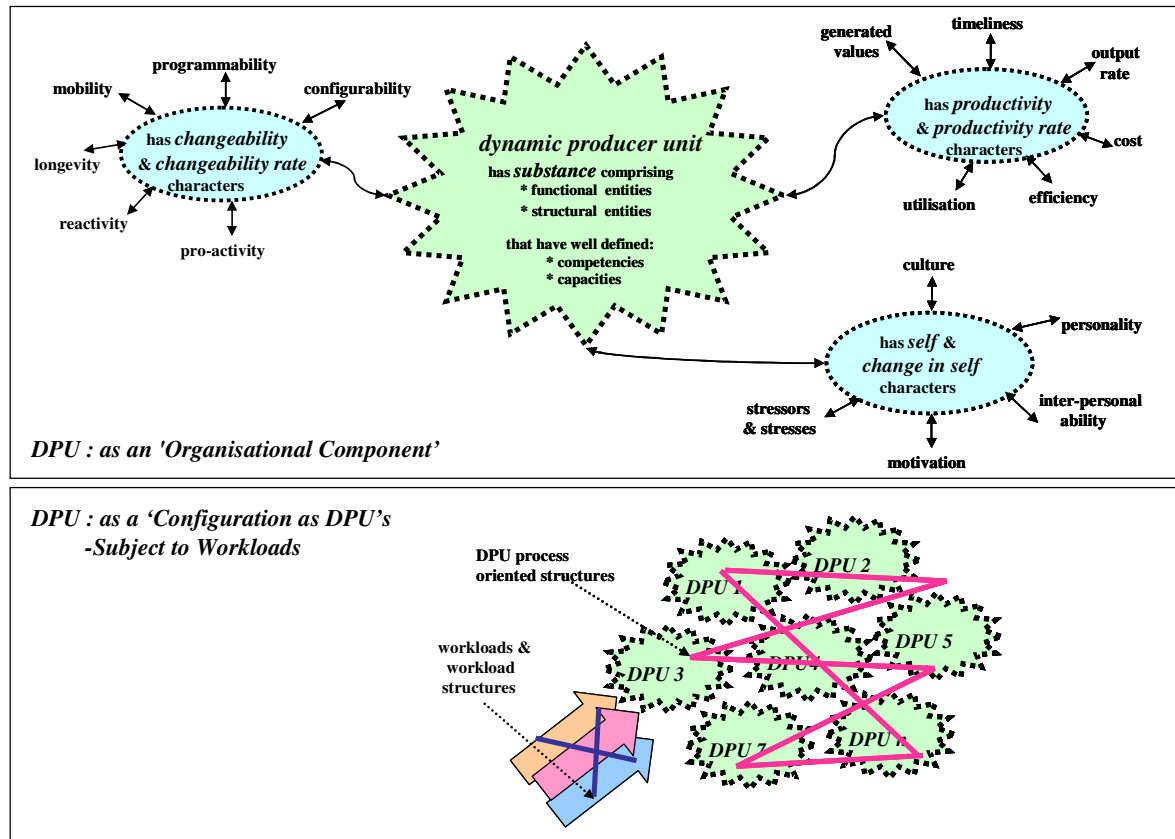 programmability
mobility
configurability
has changeability
& changeability rate
characters
longevity
reactivity
pro-activity
dynamic producer unit
has substance comprising
* functional entities
* structural entities
that have well defined:
* competencies
* capacities
timeliness
generated
values
output
rate
has productivity
& productivity rate
characters
cost
efficiency
utilisation
culture
personality
has self &
change in self
characters
inter-personal
ability
stressors
& stresses
motivation
DPU : as an 'Organisational Component’
DPU : as a ‘Configuration as DPU’s
-Subject to Workloads
DPU process
oriented structures
workloads &
workload
structures
DPU 1
DPU 2
DPU 3
DPU4
DPU 5
DPU 7
DPU n